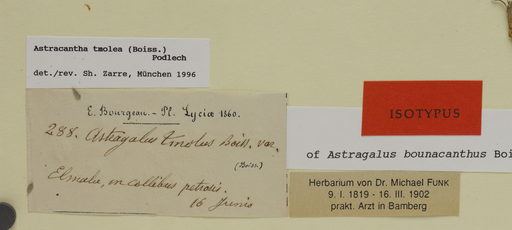 Astracantha tmolea (Boiss.)
Podlech
det./rev. Sh. Zarre, München 1996
E. Bourgeau. - Pl. Lyciæ 1860.
288. Astragalus tmolus Boiss. var.
(Boiss.)
Elmalu, in collibus petrosis.
16 Junio
ISOTYPUS
of Astragalus bounacanthus Boi
Herbarium von Dr. Michael FUNK
9. I. 1819 - 16. III. 1902
prakt. Arzt in Bamberg